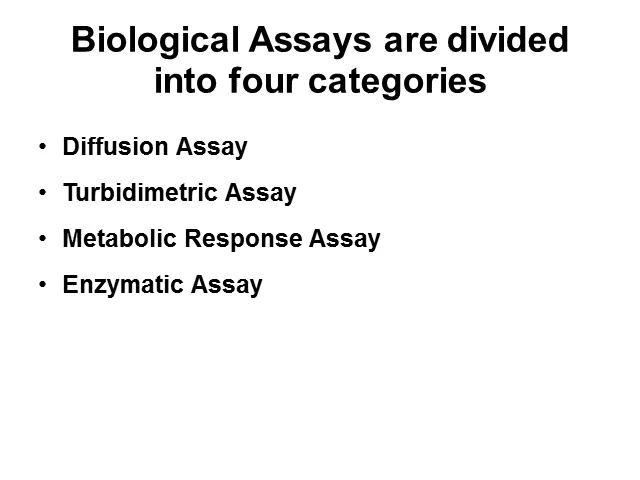 Biological Assays are divided
into four categories
• Diffusion Assay
• Turbidimetric Assay
• Metabolic Response Assay
• Enzymatic Assay